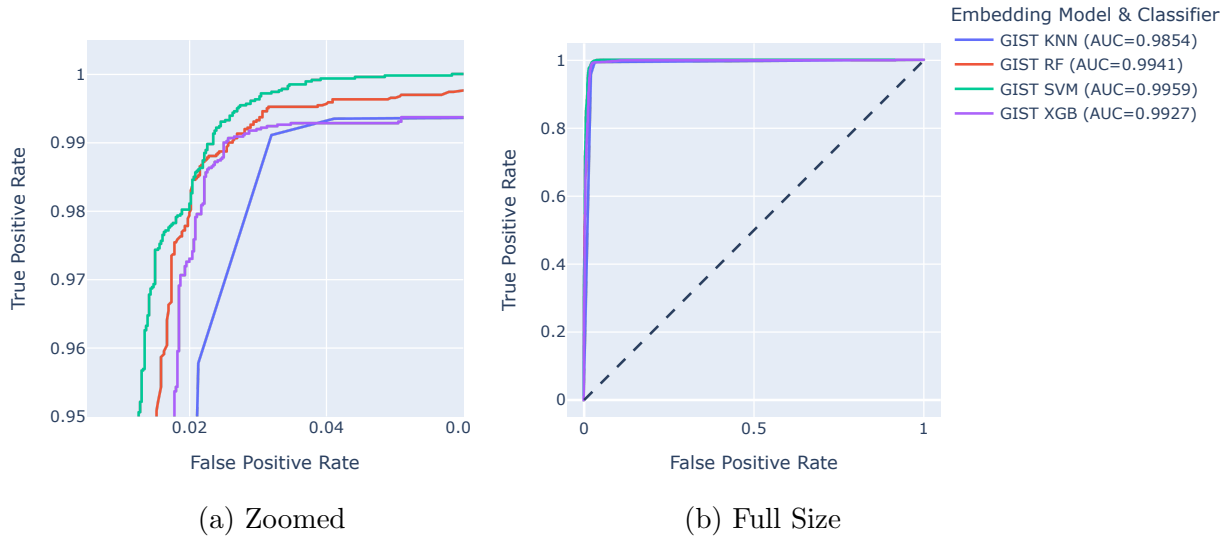 Embedding Model & Classifier
GIST KNN (AUC=0.9854)
GIST RF (AUC=0.9941)
GIST SVM (AUC=0.9959)
GIST XGB (AUC=0.9927)
1
0.99
0.98
0.97
0.96
0.95
True Positive Rate
0.02
0.04
0.0
False Positive Rate
(a) Zoomed
1
0.8
0.6
0.4
0.2
0
True Positive Rate
0
0.5
1
False Positive Rate
(b) Full Size